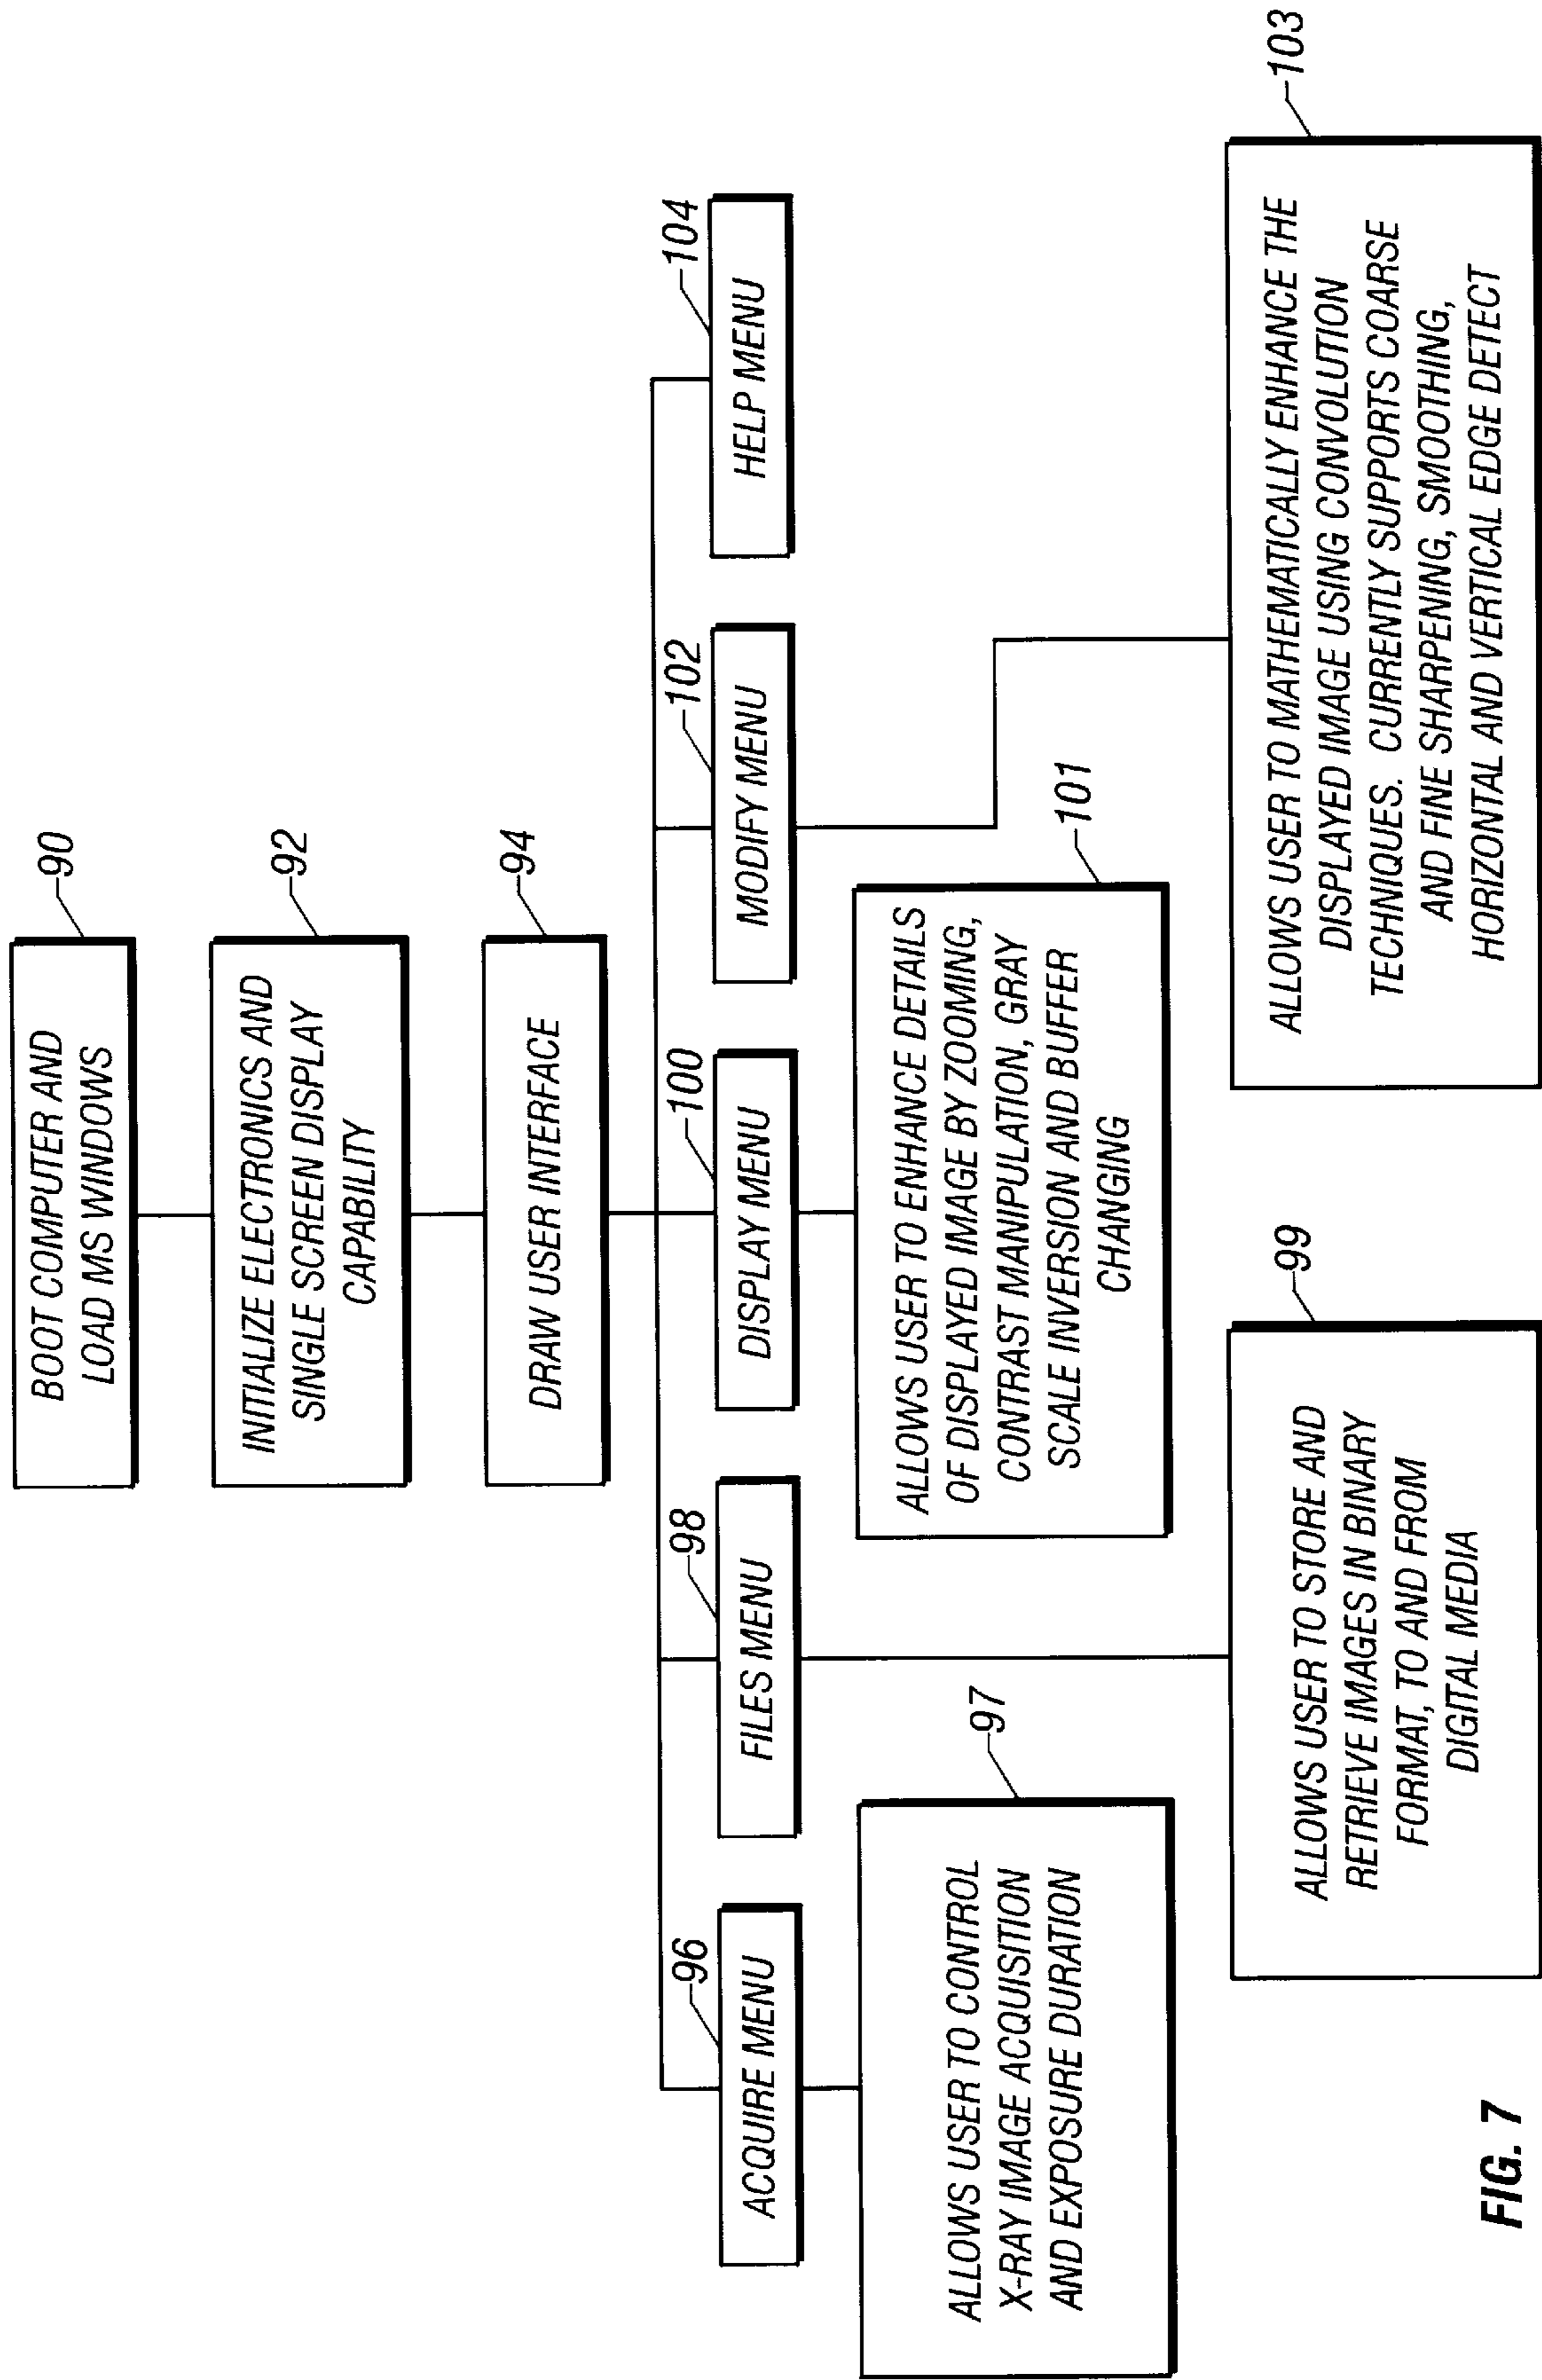 90
BOOT COMPUTER AND
LOAD MS WINDOWS
92
INITIALIZE ELECTRONICS AND
SINGLE SCREEN DISPLAY
CAPABILITY
94
DRAW USER INTERFACE
96
ACQUIRE MENU
98
FILES MENU
100
DISPLAY MENU
102
MODIFY MENU
104
HELP MENU
97
ALLOWS USER TO CONTROL
X-RAY IMAGE ACQUISITION
AND EXPOSURE DURATION
101
ALLOWS USER TO ENHANCE DETAILS
OF DISPLAYED IMAGE BY ZOOMING,
CONTRAST MANIPULATION, GRAY
SCALE INVERSION AND BUFFER
CHANGING
99
ALLOWS USER TO STORE AND
RETRIEVE IMAGES IN BINARY
FORMAT, TO AND FROM
DIGITAL MEDIA
103
ALLOWS USER TO MATHEMATICALLY ENHANCE THE
DISPLAYED IMAGE USING CONVOLUTION
TECHNIQUES. CURRENTLY SUPPORTS COARSE
AND FINE SHARPENING, SMOOTHING,
HORIZONTAL AND VERTICAL EDGE DETECT
FIG. 7